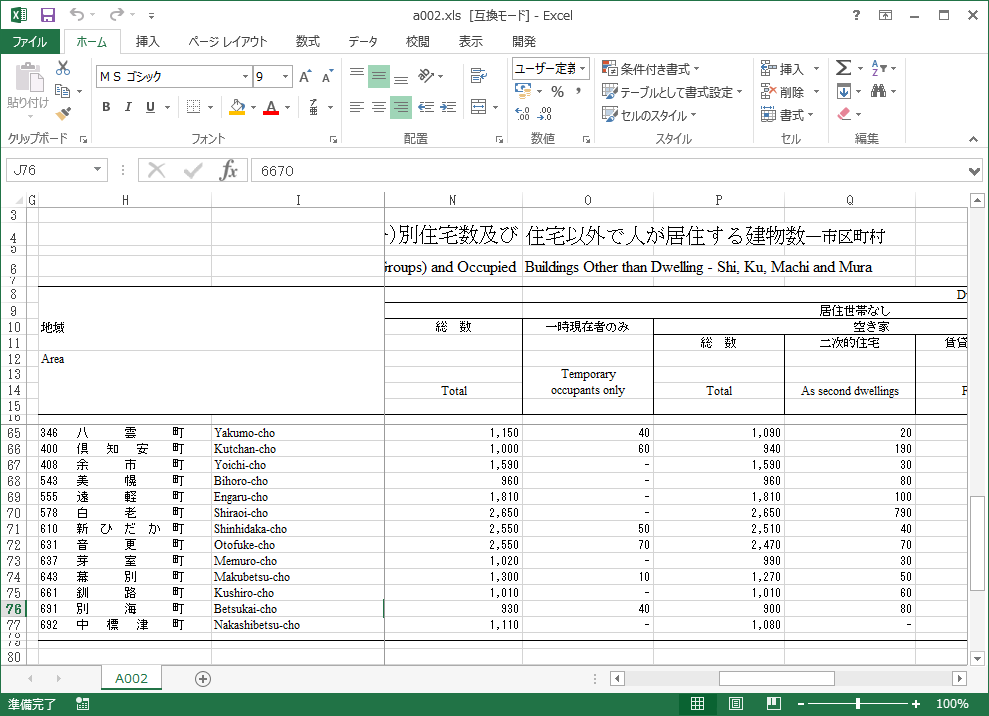 a002.xls [互換モード] - Excel
ファイル ホーム 挿入 ページ レイアウト 数式 データ 校閲 表示 開発
貼り付け
ＭＳ ゴシック 9
B I U A 亜
ユーザー定義
% ,
条件付き書式
テーブルとして書式設定
セルのスタイル
挿入
削除
書式
クリップボード フォント 配置 数値 スタイル セル 編集
J76 fx 6670
G H I N O P Q
3
4 )別住宅数及び 住宅以外で人が居住する建物数―市区町村
5
6 Groups) and Occupied Buildings Other than Dwelling - Shi, Ku, Machi and Mura
7
8 D
9 居住世帯なし
10 地域 総 数 一時現在者のみ 空き家
11 総 数 二次的住宅 賃貸
12 Area
13 Temporary
14 Total occupants only Total As second dwellings F
15
16
65 346 八 雲 町 Yakumo-cho 1,150 40 1,090 20
66 400 倶 知 安 町 Kutchan-cho 1,000 60 940 190
67 408 余 市 町 Yoichi-cho 1,590 - 1,590 30
68 543 美 幌 町 Bihoro-cho 960 - 960 80
69 555 遠 軽 町 Engaru-cho 1,810 - 1,810 100
70 578 白 老 町 Shiraoi-cho 2,650 - 2,650 790
71 610 新 ひ だ か 町 Shinhidaka-cho 2,550 50 2,510 40
72 631 音 更 町 Otofuke-cho 2,550 70 2,470 70
73 637 芽 室 町 Memuro-cho 1,020 - 990 30
74 643 幕 別 町 Makubetsu-cho 1,300 10 1,270 50
75 661 釧 路 町 Kushiro-cho 1,010 - 1,010 60
76 691 別 海 町 Betsukai-cho 930 40 900 80
77 692 中 標 津 町 Nakashibetsu-cho 1,110 - 1,080 -
78
79
80
A002
準備完了 100%